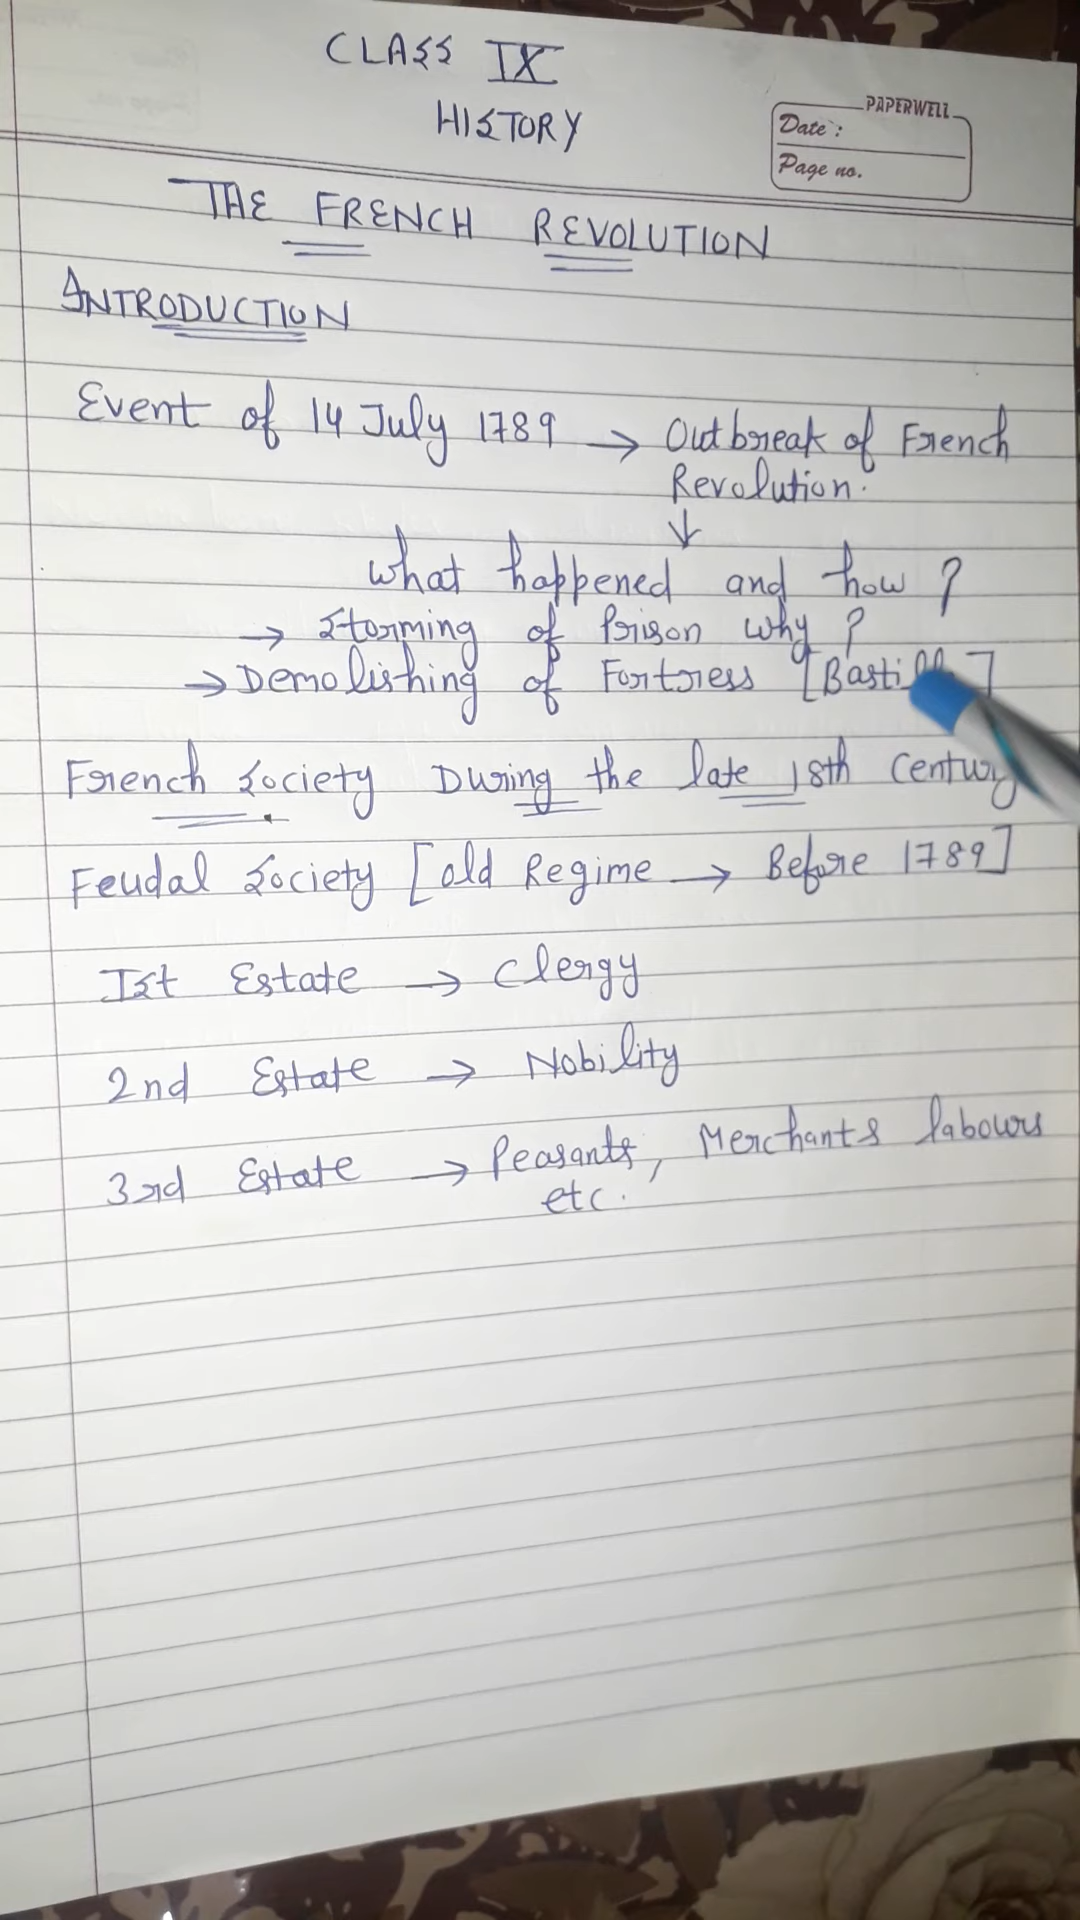 CLASS IX
HISTORY
PAPERWELL
Date :
Page no.
THE FRENCH REVOLUTION
INTRODUCTION
Event of 14 July 1789 → Outbreak of French
Revolution.
↓
what happened and how ?
→ Storming of Prison why ?
→ Demolishing of Fortress [Bastille]
French Society During the late 18th Century
Feudal Society [old Regime → Before 1789]
Ist Estate → Clergy
2nd Estate → Nobility
3rd Estate → Peasants, Merchants labours
etc.